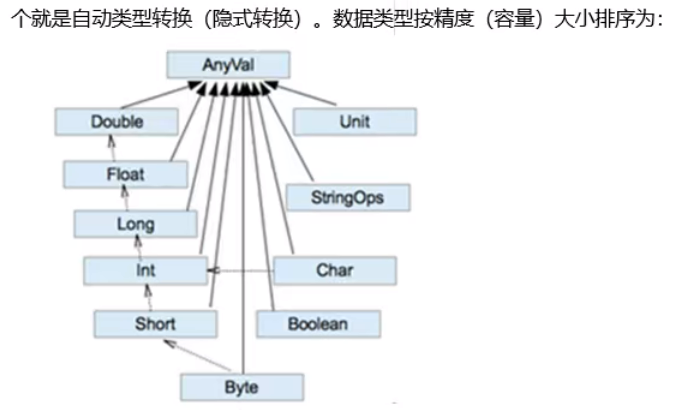 个就是自动类型转换（隐式转换）。数据类型按精度（容量）大小排序为：
AnyVal
Double
Unit
Float
StringOps
Long
Int
Char
Short
Boolean
Byte